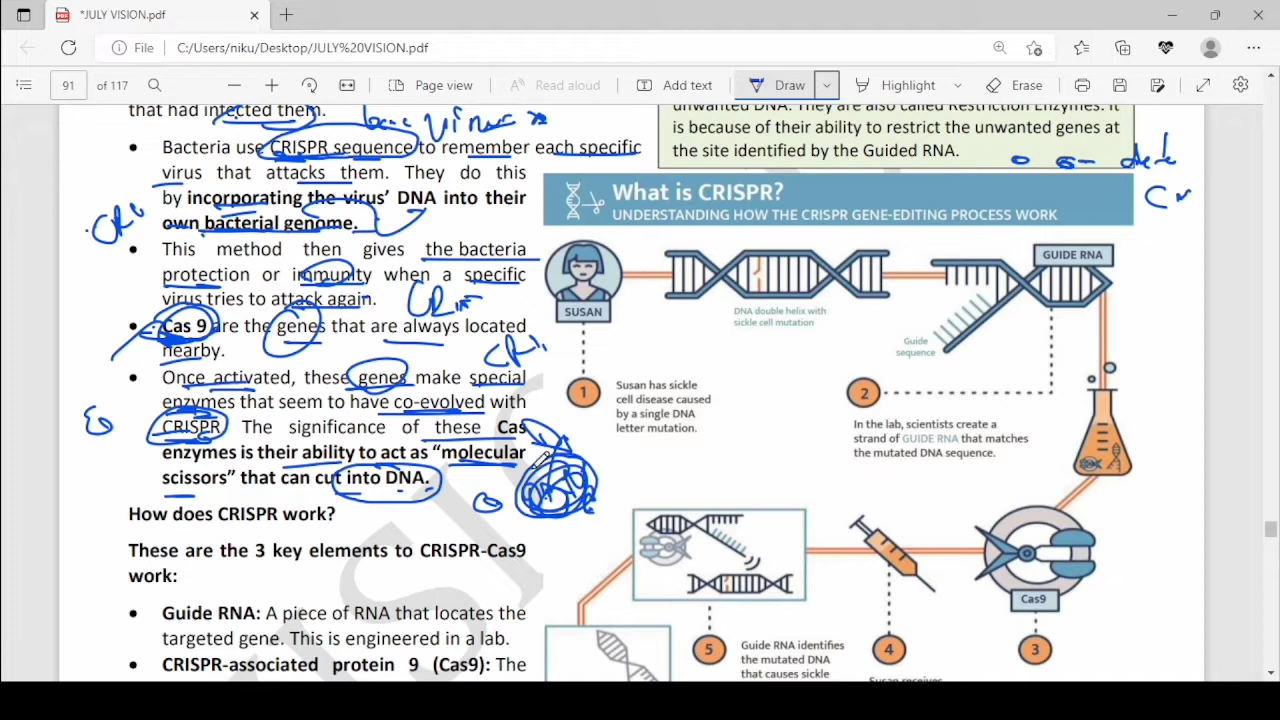 *JULY VISION.pdf
File
C:/Users/niku/Desktop/JULY%20VISION.pdf
91
of 117
Page view
Read aloud
Add text
Draw
Highlight
Erase
that had infected them.
• Bacteria use CRISPR sequence to remember each specific
virus that attacks them. They do this
by incorporating the virus' DNA into their
own bacterial genome.
• This method then gives the bacteria
protection or immunity when a specific
virus tries to attack again.
• Cas 9 are the genes that are always located
nearby.
• Once activated, these genes make special
enzymes that seem to have co-evolved with
CRISPR The significance of these Cas
enzymes is their ability to act as "molecular
scissors" that can cut into DNA.
How does CRISPR work?
These are the 3 key elements to CRISPR-Cas9
work:
• Guide RNA: A piece of RNA that locates the
targeted gene. This is engineered in a lab.
• CRISPR-associated protein 9 (Cas9): The
unwanted DNA. They are also called Restriction Enzymes. It
is because of their ability to restrict the unwanted genes at
the site identified by the Guided RNA.
What is CRISPR?
UNDERSTANDING HOW THE CRISPR GENE-EDITING PROCESS WORK
SUSAN
DNA double helix with
sickle cell mutation
GUIDE RNA
Guide
sequence
1
Susan has sickle
cell disease caused
by a single DNA
letter mutation.
2
In the lab, scientists create a
strand of GUIDE RNA that matches
the mutated DNA sequence.
Cas9
5
Guide RNA identifies
the mutated DNA
that causes sickle
4
Susan receives
3